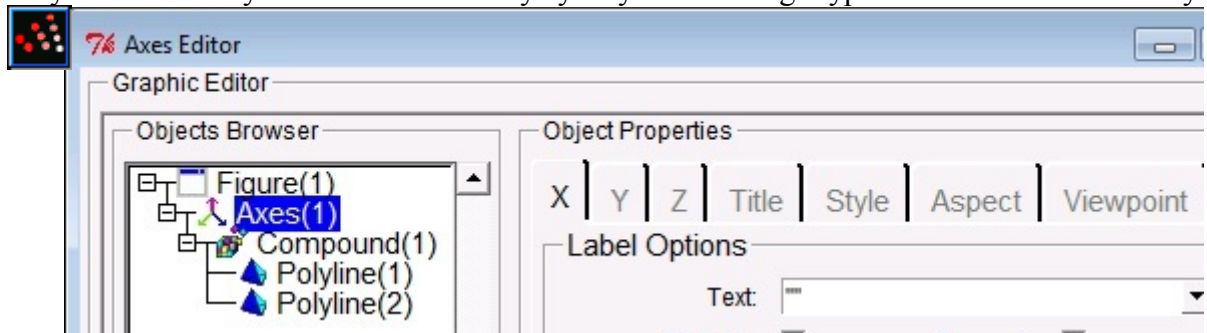 Axes Editor
Graphic Editor
Objects Browser
Object Properties
Figure(1)
Axes(1)
Compound(1)
Polyline(1)
Polyline(2)
X Y Z Title Style Aspect Viewpoint
Label Options
Text: ""